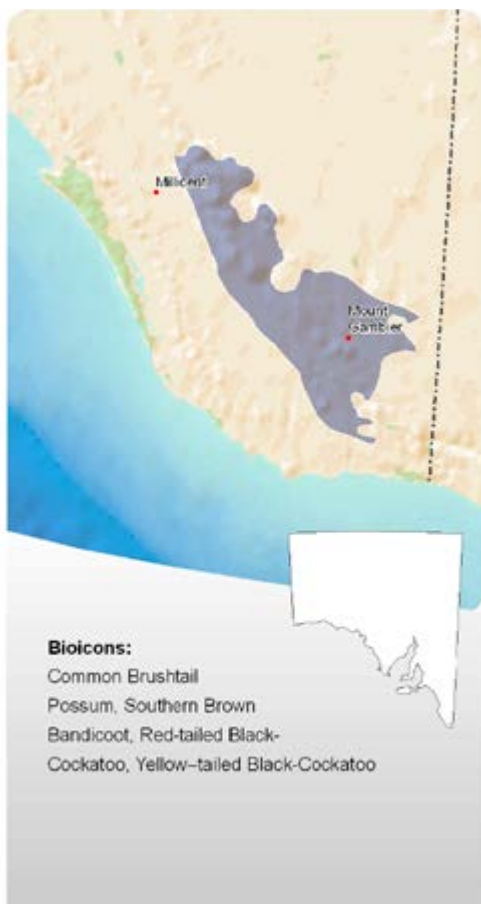 Millicent
Mount
Gambier
Bioicons:
Common Brushtail
Possum, Southern Brown
Bandicoot, Red-tailed Black-
Cockatoo, Yellow–tailed Black-Cockatoo